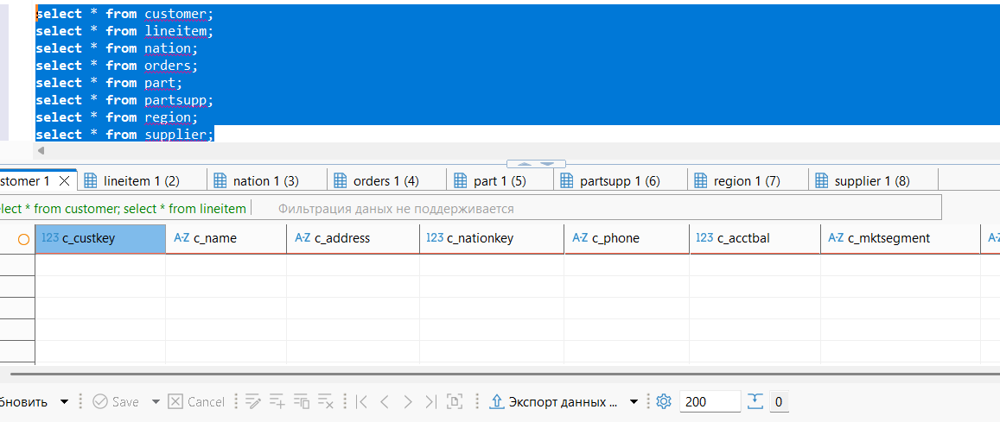 select * from customer;
select * from lineitem;
select * from nation;
select * from orders;
select * from part;
select * from partsupp;
select * from region;
select * from supplier;
stomer 1 lineitem 1 (2) nation 1 (3) orders 1 (4) part 1 (5) partsupp 1 (6) region 1 (7) supplier 1 (8)
elect * from customer; select * from lineitem Фильтрация даных не поддерживается
123 c_custkey A-Z c_name A-Z c_address 123 c_nationkey A-Z c_phone 123 c_acctbal A-Z c_mktsegment A-Z
бновить Save Cancel Экспорт данных ... 200 0